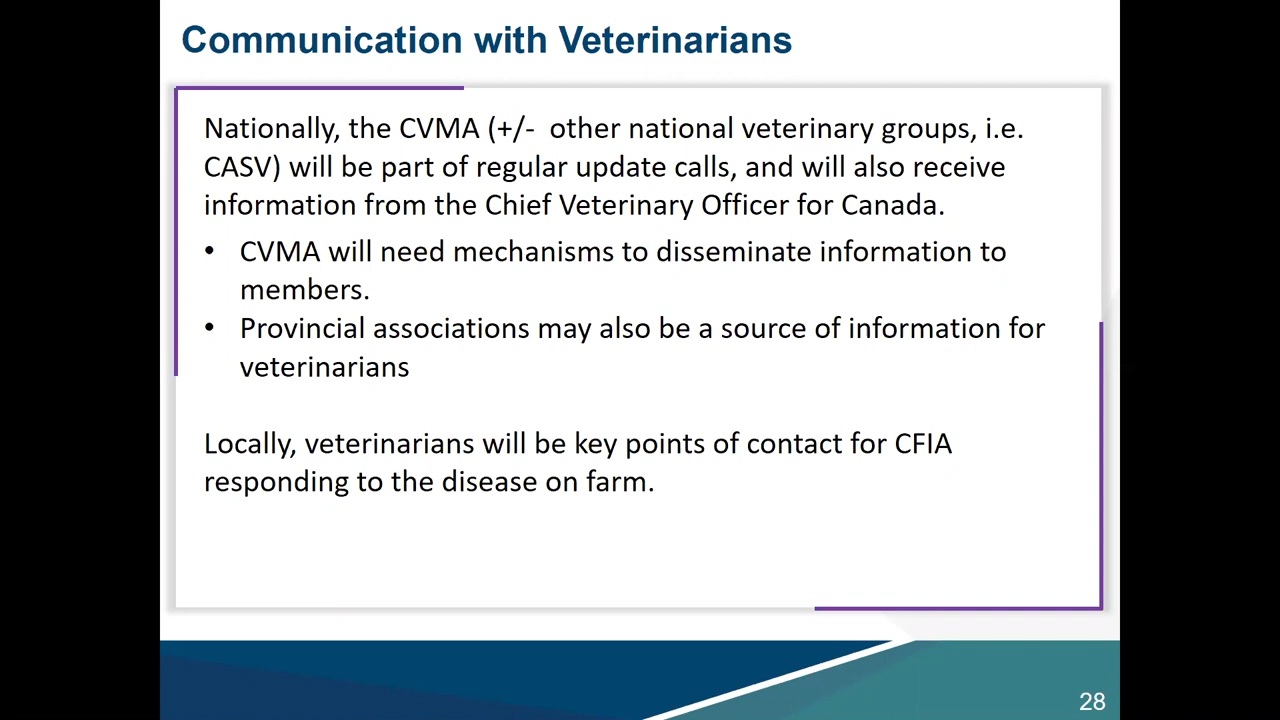 Communication with Veterinarians
Nationally, the CVMA (+/-  other national veterinary groups, i.e.
CASV) will be part of regular update calls, and will also receive
information from the Chief Veterinary Officer for Canada.
• CVMA will need mechanisms to disseminate information to
members.
• Provincial associations may also be a source of information for
veterinarians
Locally, veterinarians will be key points of contact for CFIA
responding to the disease on farm.
28